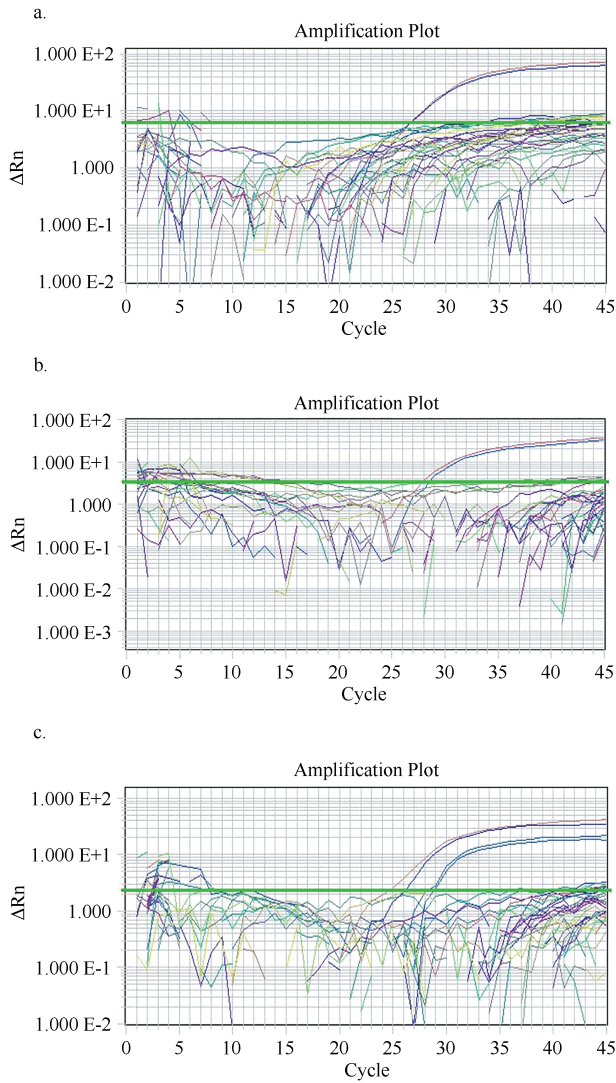 a.
Amplification Plot
1.000 E+2
1.000 E+1
1.000
1.000 E-1
1.000 E-2
ΔRn
0 5 10 15 20 25 30 35 40 45
Cycle
b.
Amplification Plot
1.000 E+2
1.000 E+1
1.000
1.000 E-1
1.000 E-2
1.000 E-3
ΔRn
0 5 10 15 20 25 30 35 40 45
Cycle
c.
Amplification Plot
1.000 E+2
1.000 E+1
1.000
1.000 E-1
1.000 E-2
ΔRn
0 5 10 15 20 25 30 35 40 45
Cycle